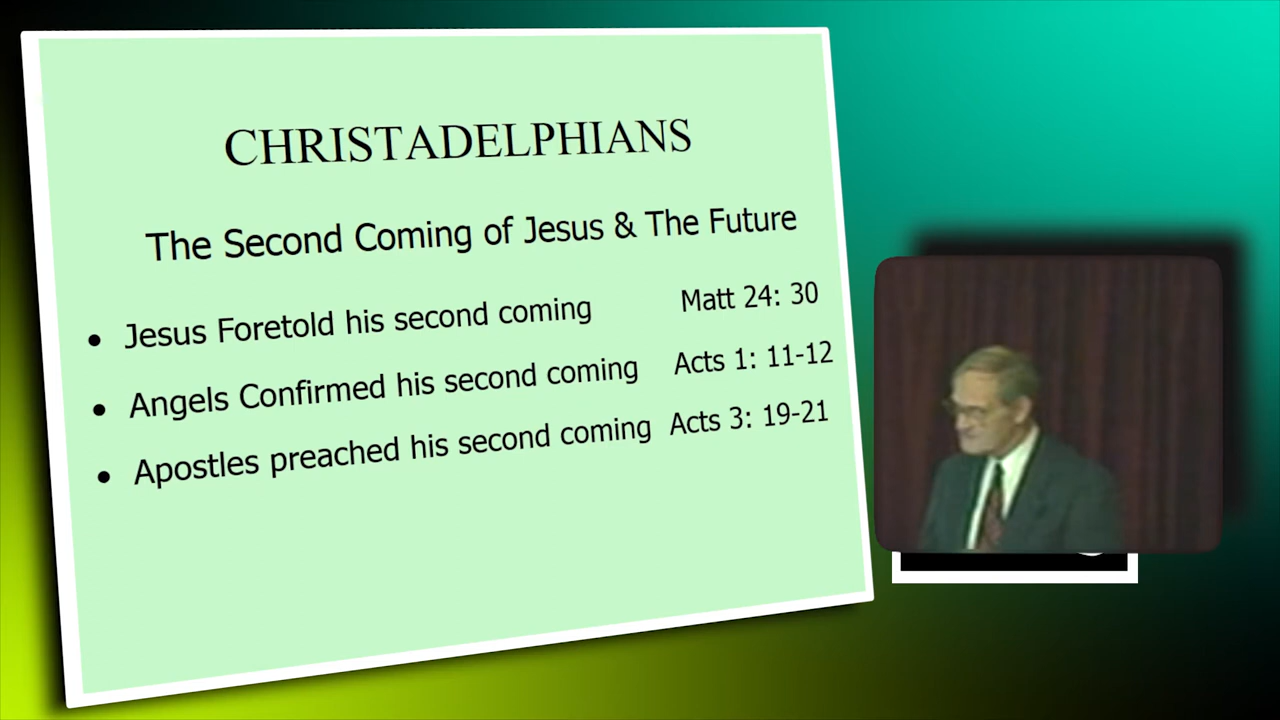 CHRISTADELPHIANS
The Second Coming of Jesus & The Future
• Jesus Foretold his second coming Matt 24: 30
• Angels Confirmed his second coming Acts 1: 11-12
• Apostles preached his second coming Acts 3: 19-21